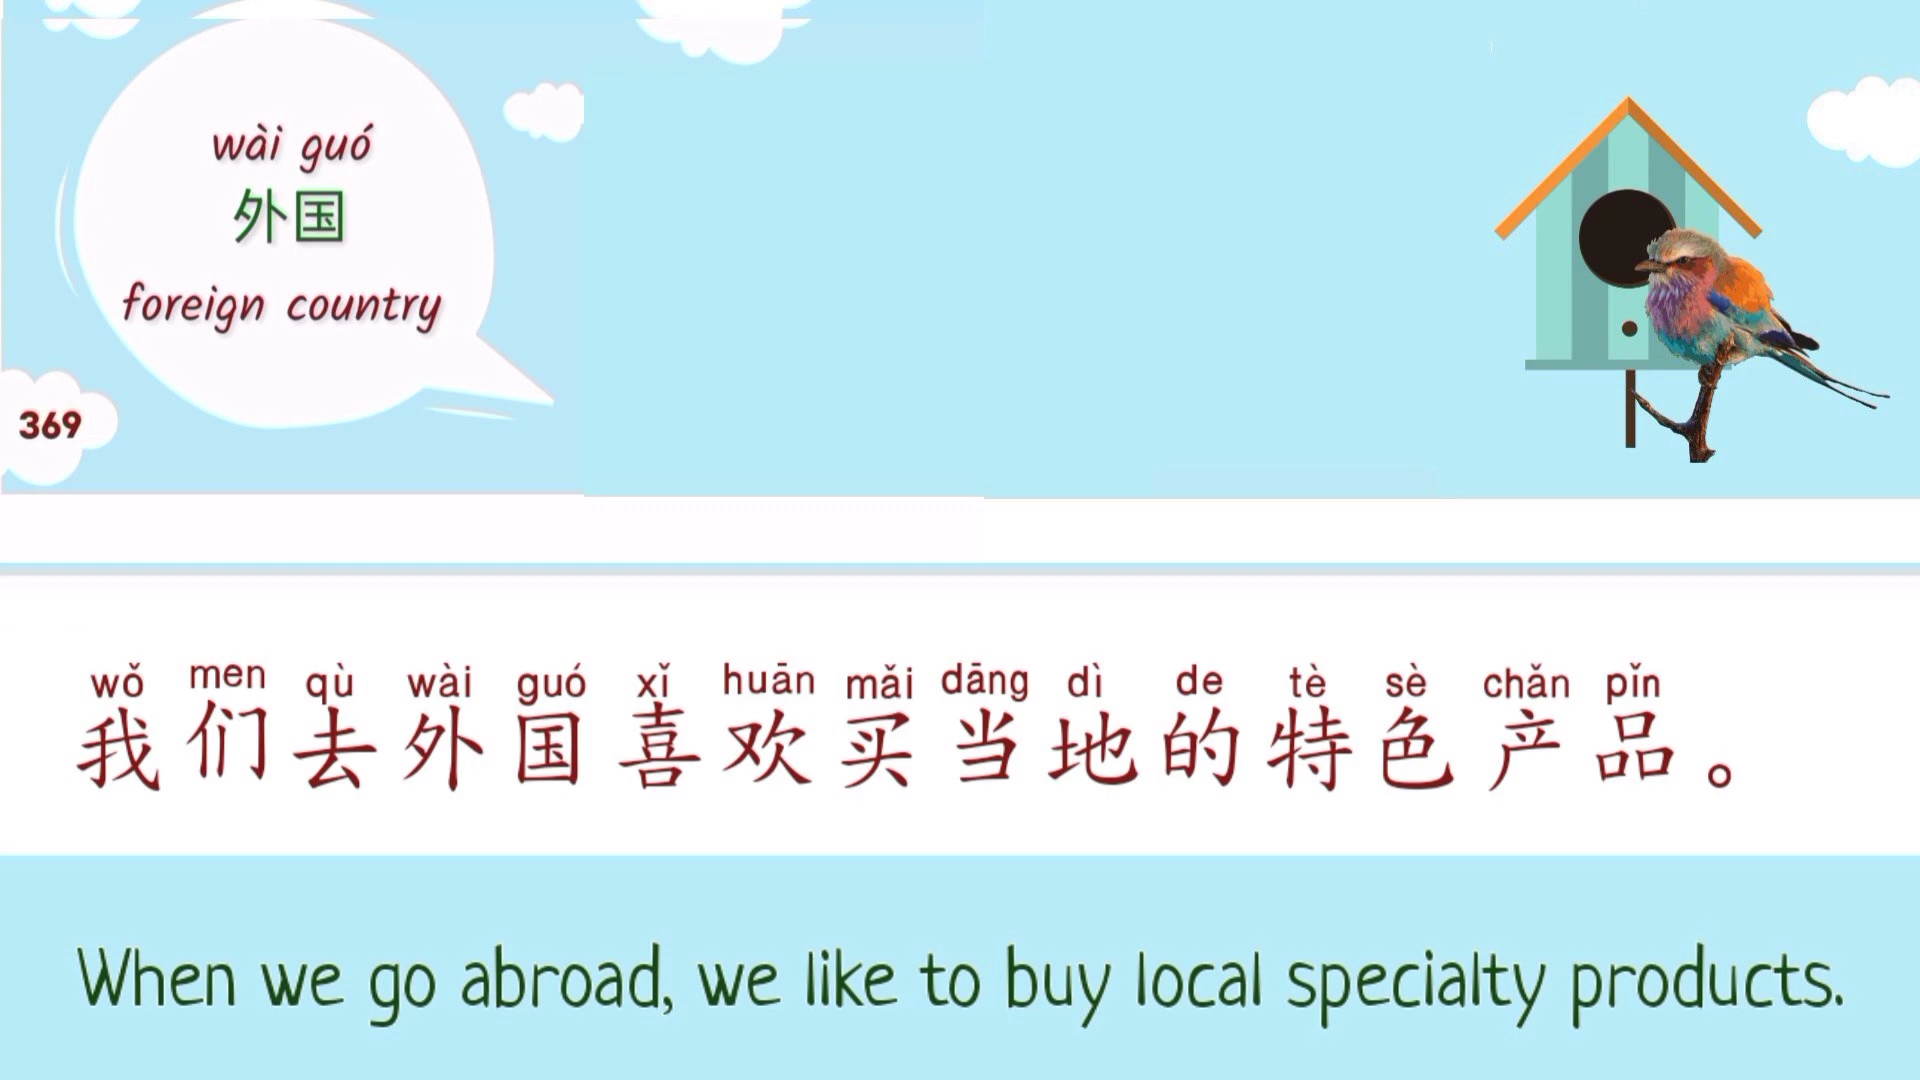 wài guó
外国
foreign country
369
wǒ men qù wài guó xǐ huān mǎi dāng dì de tè sè chǎn pǐn
我们去外国喜欢买当地的特色产品。
When we go abroad, we like to buy local specialty products.